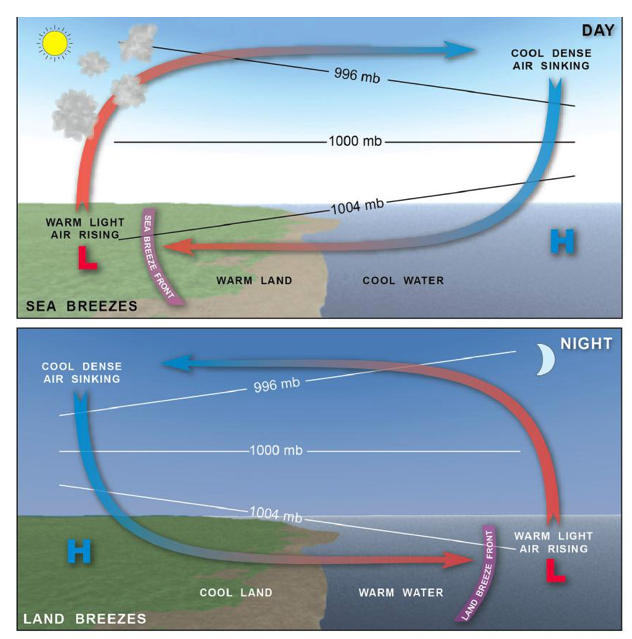 DAY
COOL DENSE
AIR SINKING
996 mb
1000 mb
1004 mb
WARM LIGHT
AIR RISING
L
SEA BREEZE FRONT
H
WARM LAND
COOL WATER
SEA BREEZES
NIGHT
COOL DENSE
AIR SINKING
996 mb
1000 mb
1004 mb
H
LAND BREEZE FRONT
WARM LIGHT
AIR RISING
L
COOL LAND
WARM WATER
LAND BREEZES